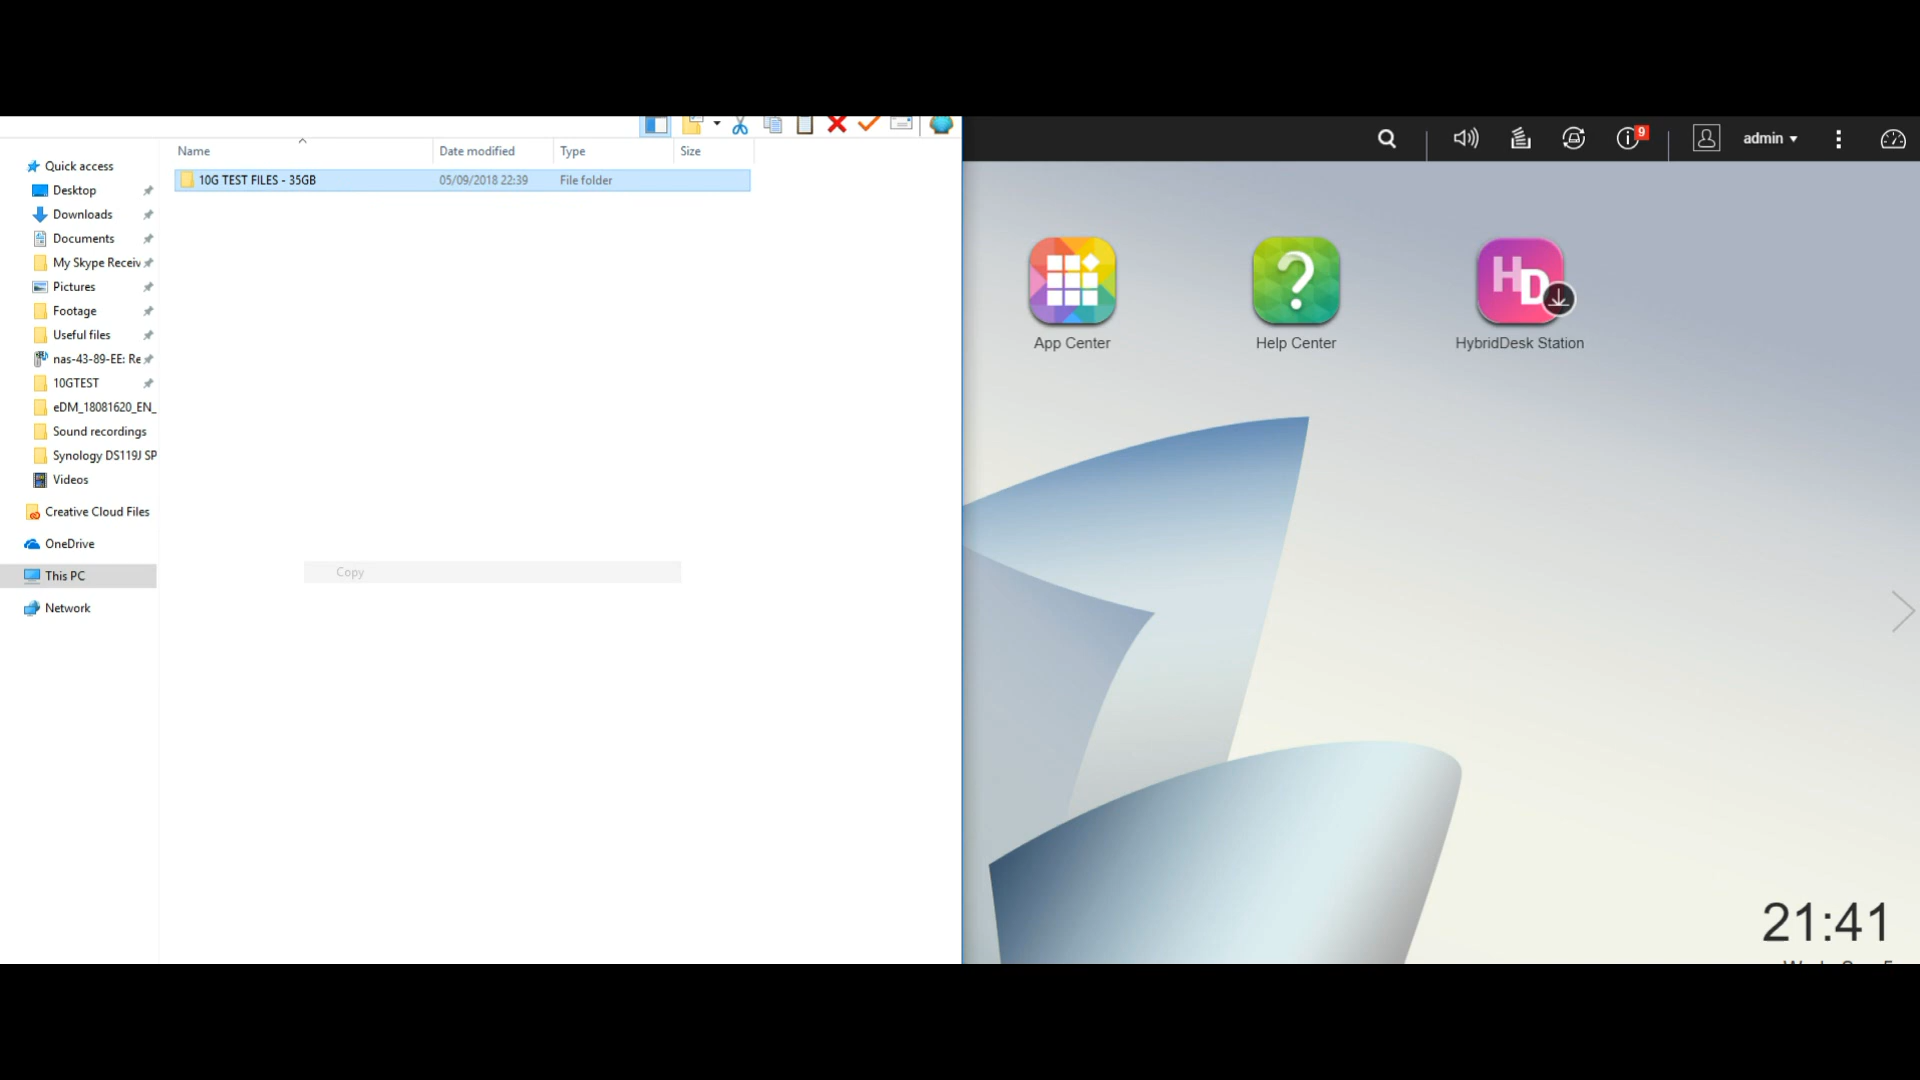 Name
Date modified
Type
Size
10G TEST FILES - 35GB
05/09/2018 22:39
File folder
Quick access
Desktop
Downloads
Documents
My Skype Receiv
Pictures
Footage
Useful files
nas-43-89-EE: Re
10GTEST
eDM_18081620_EN_
Sound recordings
Synology DS119J SP
Videos
Creative Cloud Files
OneDrive
This PC
Network
Copy
9
admin
App Center
Help Center
HD
HybridDesk Station
21:41